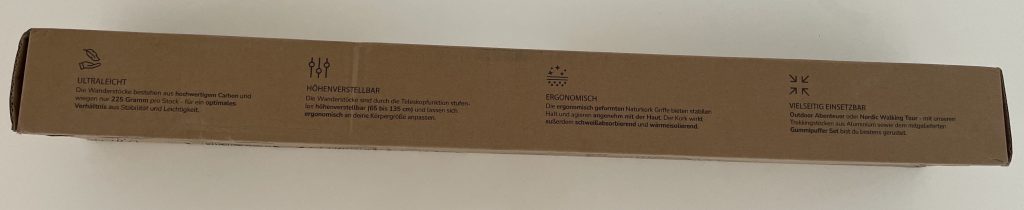 ULTRALEICHT
Die Wanderstöcke bestehen aus hochwertigem Carbon und
wiegen nur 225 Gramm pro Stock - für ein optimales
Verhältnis aus Stabilität und Leichtigkeit.
HÖHENVERSTELLBAR
Die Wanderstöcke sind durch die Teleskopfunktion stufen-
los höhenverstellbar (65 bis 135 cm) und lassen sich
ergonomisch an deine Körpergröße anpassen.
ERGONOMISCH
Die ergonomisch geformten Naturkork Griffe bieten stabilen
Halt und agieren angenehm mit der Haut. Der Kork wirkt
außerdem schweißabsorbierend und wärmeisolierend.
VIELSEITIG EINSETZBAR
Outdoor Abenteuer oder Nordic Walking Tour - mit unseren
Trekkingstöcken aus Aluminium sowie dem mitgelieferten
Gummipuffer Set bist du bestens gerüstet.